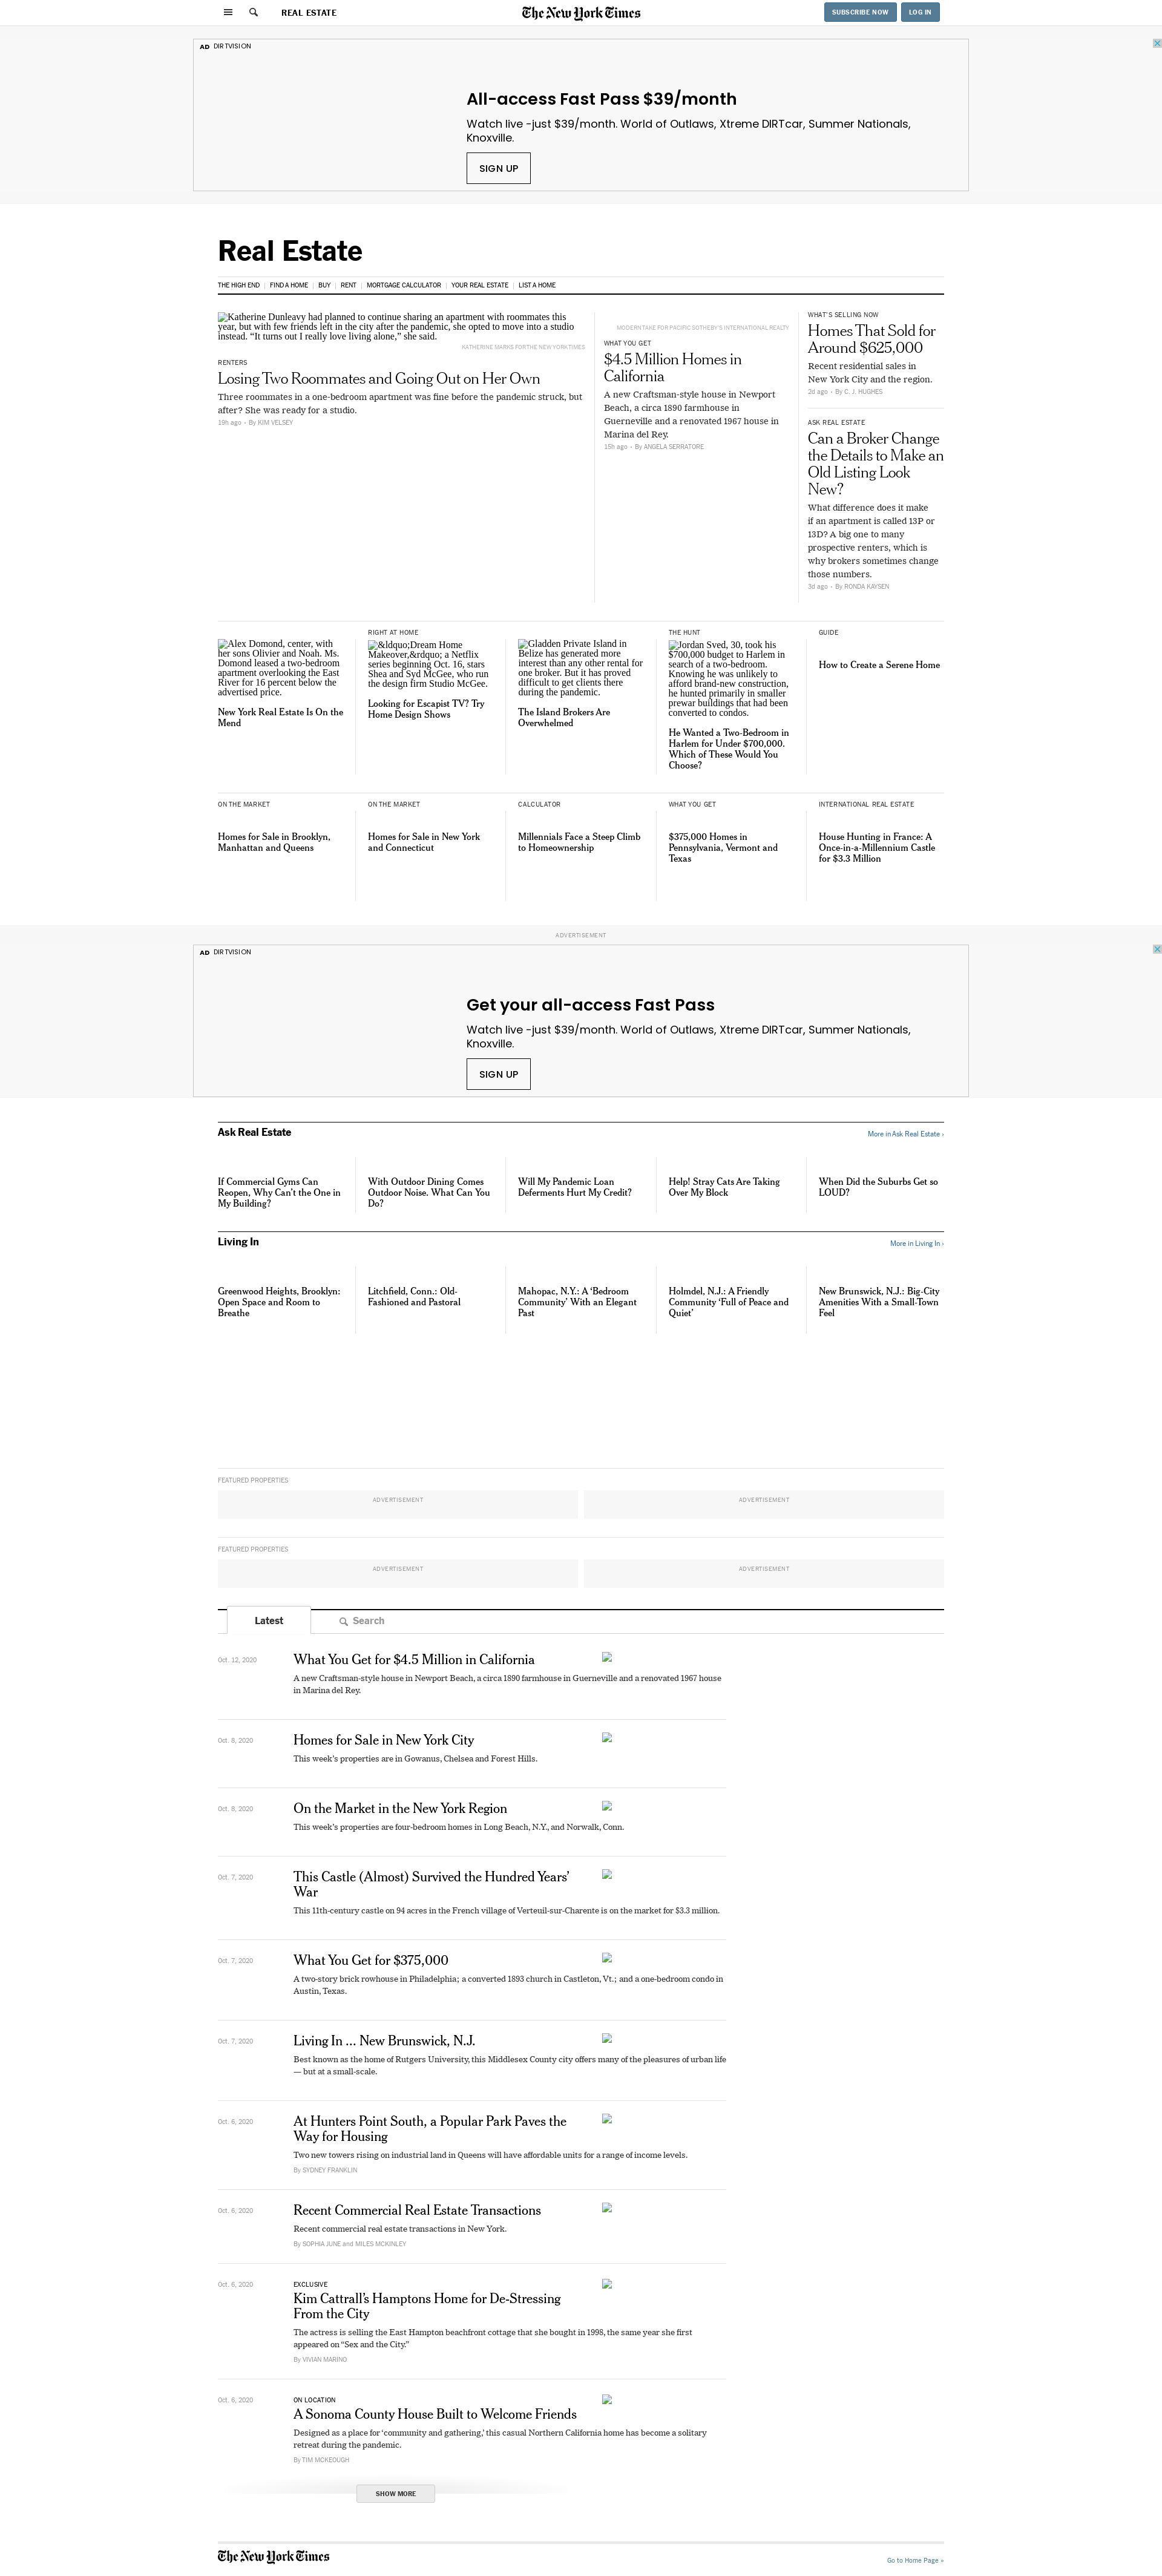 REAL ESTATE
The New York Times
SUBSCRIBE NOW
LOG IN
AD DIRTVISION
All-access Fast Pass $39/month
Watch live -just $39/month. World of Outlaws, Xtreme DIRTcar, Summer Nationals,
Knoxville.
SIGN UP
Real Estate
THE HIGH END
FIND A HOME
BUY
RENT
MORTGAGE CALCULATOR
YOUR REAL ESTATE
LIST A HOME
Katherine Dunleavy had planned to continue sharing an apartment with roommates this
year, but with few friends left in the city after the pandemic, she opted to move into a studio
instead. “It turns out I really love living alone,” she said.
KATHERINE MARKS FOR THE NEW YORK TIMES
RENTERS
Losing Two Roommates and Going Out on Her Own
Three roommates in a one-bedroom apartment was fine before the pandemic struck, but
after? She was ready for a studio.
19h ago · By KIM VELSEY
MODERN TAKE FOR PACIFIC SOTHEBY'S INTERNATIONAL REALTY
WHAT YOU GET
$4.5 Million Homes in
California
A new Craftsman-style house in Newport
Beach, a circa 1890 farmhouse in
Guerneville and a renovated 1967 house in
Marina del Rey.
15h ago · By ANGELA SERRATORE
WHAT'S SELLING NOW
Homes That Sold for
Around $625,000
Recent residential sales in
New York City and the region.
2d ago · By C. J. HUGHES
ASK REAL ESTATE
Can a Broker Change
the Details to Make an
Old Listing Look
New?
What difference does it make
if an apartment is called 13P or
13D? A big one to many
prospective renters, which is
why brokers sometimes change
those numbers.
3d ago · By RONDA KAYSEN
Alex Domond, center, with
her sons Olivier and Noah. Ms.
Domond leased a two-bedroom
apartment overlooking the East
River for 16 percent below the
advertised price.
New York Real Estate Is On the
Mend
RIGHT AT HOME
&ldquo;Dream Home
Makeover,&rdquo; a Netflix
series beginning Oct. 16, stars
Shea and Syd McGee, who run
the design firm Studio McGee.
Looking for Escapist TV? Try
Home Design Shows
Gladden Private Island in
Belize has generated more
interest than any other rental for
one broker. But it has proved
difficult to get clients there
during the pandemic.
The Island Brokers Are
Overwhelmed
THE HUNT
Jordan Sved, 30, took his
$700,000 budget to Harlem in
search of a two-bedroom.
Knowing he was unlikely to
afford brand-new construction,
he hunted primarily in smaller
prewar buildings that had been
converted to condos.
He Wanted a Two-Bedroom in
Harlem for Under $700,000.
Which of These Would You
Choose?
GUIDE
How to Create a Serene Home
ON THE MARKET
Homes for Sale in Brooklyn,
Manhattan and Queens
ON THE MARKET
Homes for Sale in New York
and Connecticut
CALCULATOR
Millennials Face a Steep Climb
to Homeownership
WHAT YOU GET
$375,000 Homes in
Pennsylvania, Vermont and
Texas
INTERNATIONAL REAL ESTATE
House Hunting in France: A
Once-in-a-Millennium Castle
for $3.3 Million
ADVERTISEMENT
AD DIRTVISION
Get your all-access Fast Pass
Watch live -just $39/month. World of Outlaws, Xtreme DIRTcar, Summer Nationals,
Knoxville.
SIGN UP
Ask Real Estate
More in Ask Real Estate ›
If Commercial Gyms Can
Reopen, Why Can’t the One in
My Building?
With Outdoor Dining Comes
Outdoor Noise. What Can You
Do?
Will My Pandemic Loan
Deferments Hurt My Credit?
Help! Stray Cats Are Taking
Over My Block
When Did the Suburbs Get so
LOUD?
Living In
More in Living In ›
Greenwood Heights, Brooklyn:
Open Space and Room to
Breathe
Litchfield, Conn.: Old-
Fashioned and Pastoral
Mahopac, N.Y.: A ‘Bedroom
Community’ With an Elegant
Past
Holmdel, N.J.: A Friendly
Community ‘Full of Peace and
Quiet’
New Brunswick, N.J.: Big-City
Amenities With a Small-Town
Feel
FEATURED PROPERTIES
ADVERTISEMENT
ADVERTISEMENT
FEATURED PROPERTIES
ADVERTISEMENT
ADVERTISEMENT
Latest
Search
Oct. 12, 2020
What You Get for $4.5 Million in California
A new Craftsman-style house in Newport Beach, a circa 1890 farmhouse in Guerneville and a renovated 1967 house
in Marina del Rey.
Oct. 8, 2020
Homes for Sale in New York City
This week’s properties are in Gowanus, Chelsea and Forest Hills.
Oct. 8, 2020
On the Market in the New York Region
This week’s properties are four-bedroom homes in Long Beach, N.Y., and Norwalk, Conn.
Oct. 7, 2020
This Castle (Almost) Survived the Hundred Years’
War
This 11th-century castle on 94 acres in the French village of Verteuil-sur-Charente is on the market for $3.3 million.
Oct. 7, 2020
What You Get for $375,000
A two-story brick rowhouse in Philadelphia; a converted 1893 church in Castleton, Vt.; and a one-bedroom condo in
Austin, Texas.
Oct. 7, 2020
Living In ... New Brunswick, N.J.
Best known as the home of Rutgers University, this Middlesex County city offers many of the pleasures of urban life
— but at a small-scale.
Oct. 6, 2020
At Hunters Point South, a Popular Park Paves the
Way for Housing
Two new towers rising on industrial land in Queens will have affordable units for a range of income levels.
By SYDNEY FRANKLIN
Oct. 6, 2020
Recent Commercial Real Estate Transactions
Recent commercial real estate transactions in New York.
By SOPHIA JUNE and MILES MCKINLEY
Oct. 6, 2020
EXCLUSIVE
Kim Cattrall’s Hamptons Home for De-Stressing
From the City
The actress is selling the East Hampton beachfront cottage that she bought in 1998, the same year she first
appeared on “Sex and the City.”
By VIVIAN MARINO
Oct. 6, 2020
ON LOCATION
A Sonoma County House Built to Welcome Friends
Designed as a place for ‘community and gathering,’ this casual Northern California home has become a solitary
retreat during the pandemic.
By TIM MCKEOUGH
SHOW MORE
The New York Times
Go to Home Page »